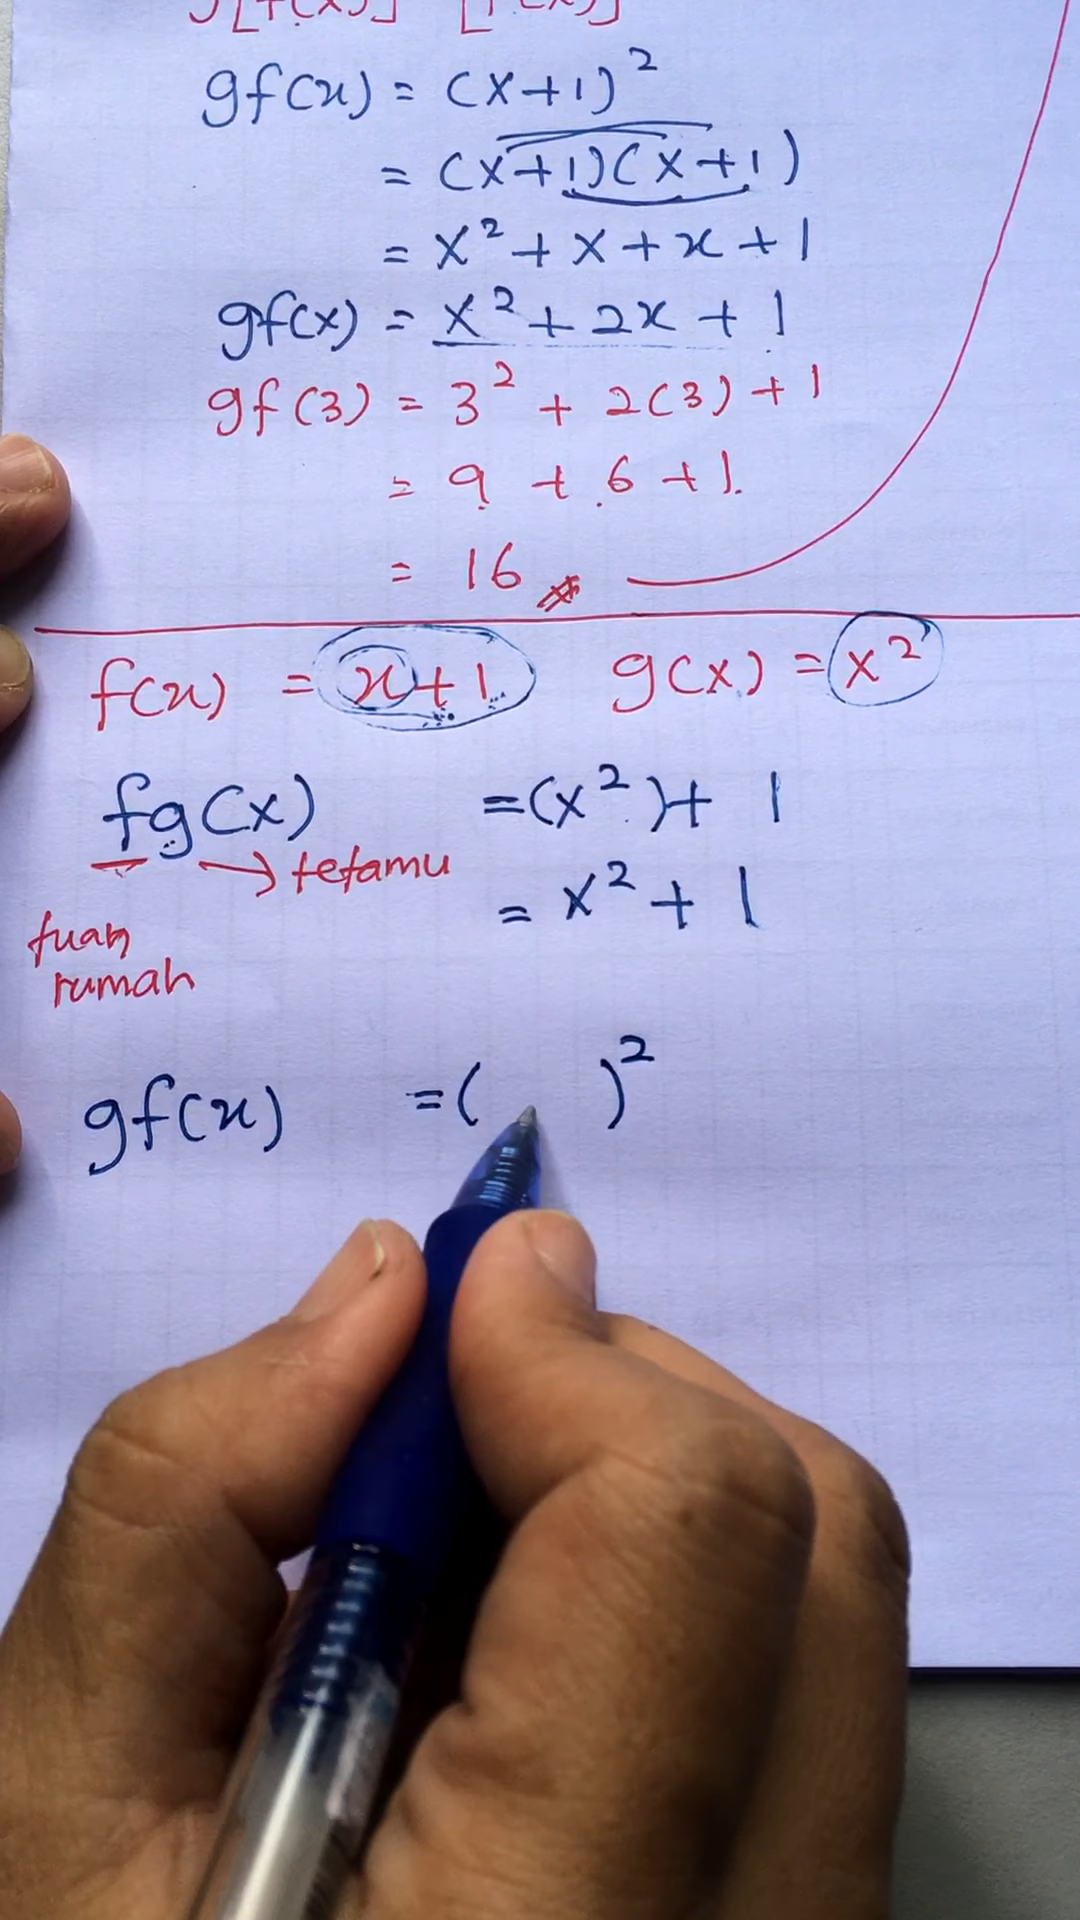 gf(x) = (x+1)²
= (x+1)(x+1)
= x² + x + x + 1
gf(x) = x² + 2x + 1
gf(3) = 3² + 2(3) + 1
= 9 + 6 + 1
= 16
f(x) = x+1 g(x) = x²
fg(x) = (x²) + 1
→ tetamu
= x² + 1
tuan
rumah
gf(x) = ( )²